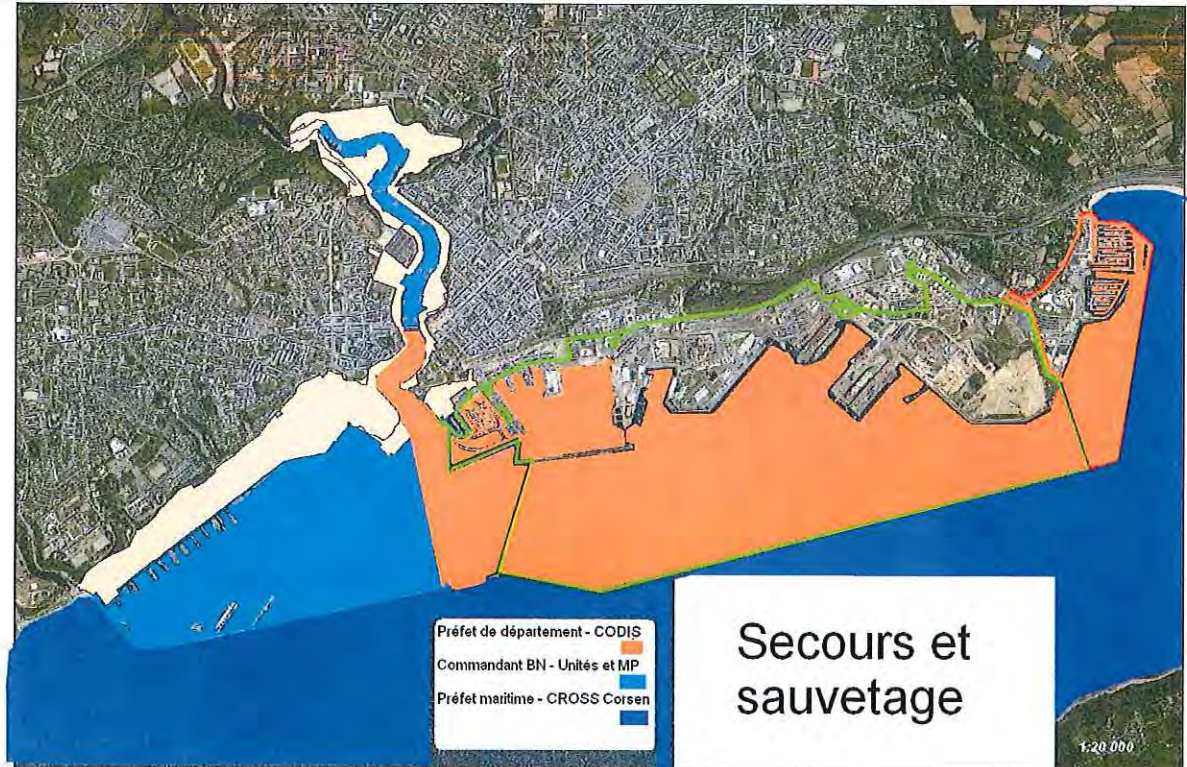 Préfet de département - CODIS
Commandant BN - Unités et MP
Préfet maritime - CROSS Corsen
Secours et
sauvetage
1:20 000